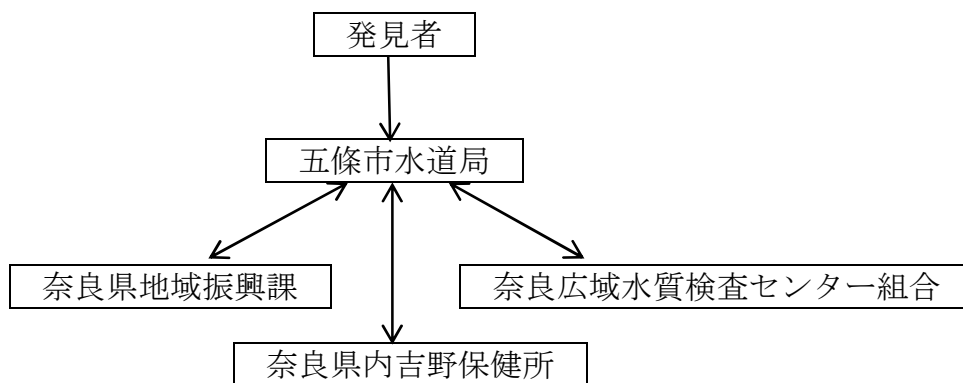 発見者
五條市水道局
奈良県地域振興課
奈良広域水質検査センター組合
奈良県内吉野保健所